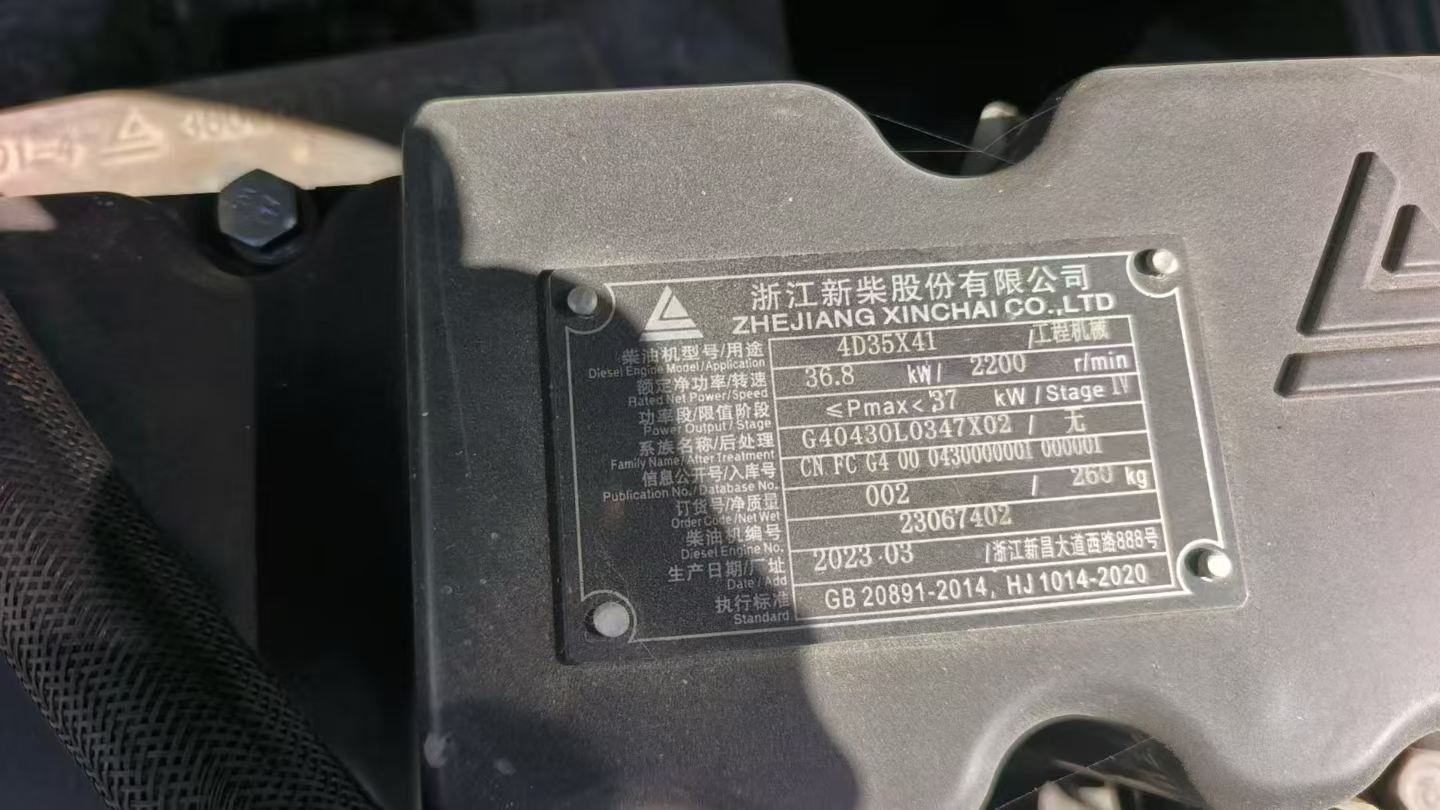 浙江新柴股份有限公司
ZHEJIANG XINCHAI CO.,LTD
柴油机型号/用途 4D35X41 /工程机械
Diesel Engine Model/Application
额定净功率/转速 36.8 kW/ 2200 r/min
Rated Net Power/Speed
功率段/限值阶段 ≤Pmax<37 kW/Stage IV
Power Output/Stage
系族名称/后处理 G40430L0347X02 / 无
Family Name/After Treatment
信息公开号/入库号 CN FC G4 00 0430000001 000001
Publication No./Database No.
订货号/净质量 002 / 260 kg
Order Code/Net Wet
柴油机编号 23067402
Diesel Engine No.
生产日期/厂址 2023.03 /浙江新昌大道西路888号
Date/Add
执行标准 GB 20891-2014, HJ 1014-2020
Standard